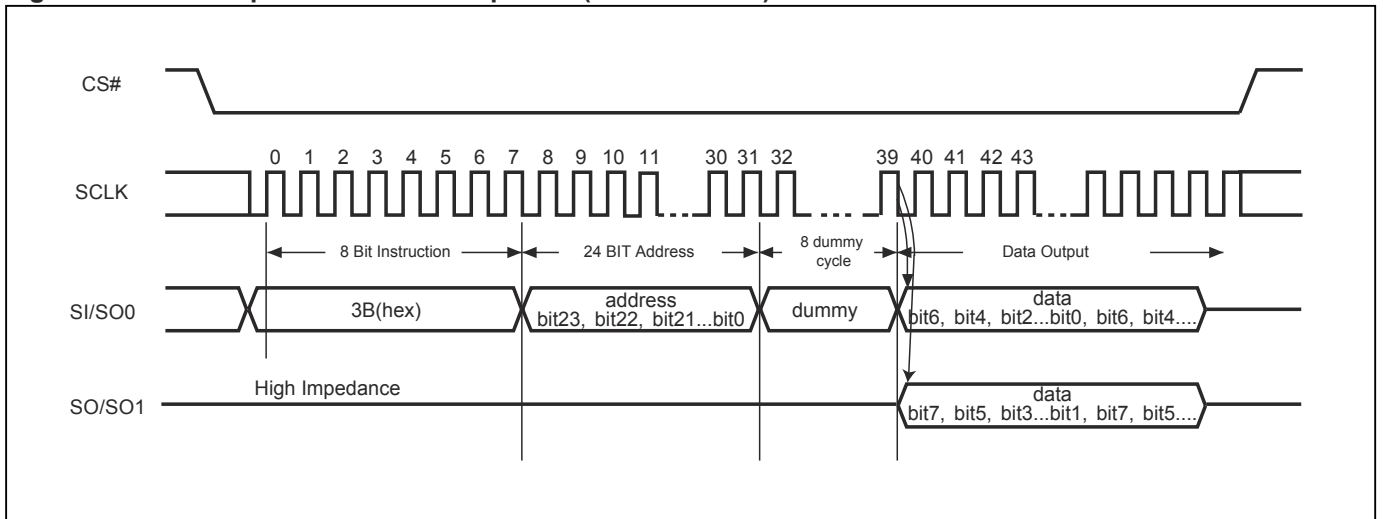 CS#
0 1 2 3 4 5 6 7 8 9 10 11 30 31 32 39 40 41 42 43
SCLK
8 Bit Instruction 24 BIT Address 8 dummy cycle Data Output
SI/SO0
3B(hex)
address
bit23, bit22, bit21...bit0
dummy
data
bit6, bit4, bit2...bit0, bit6, bit4....
High Impedance
SO/SO1
data
bit7, bit5, bit3...bit1, bit7, bit5....